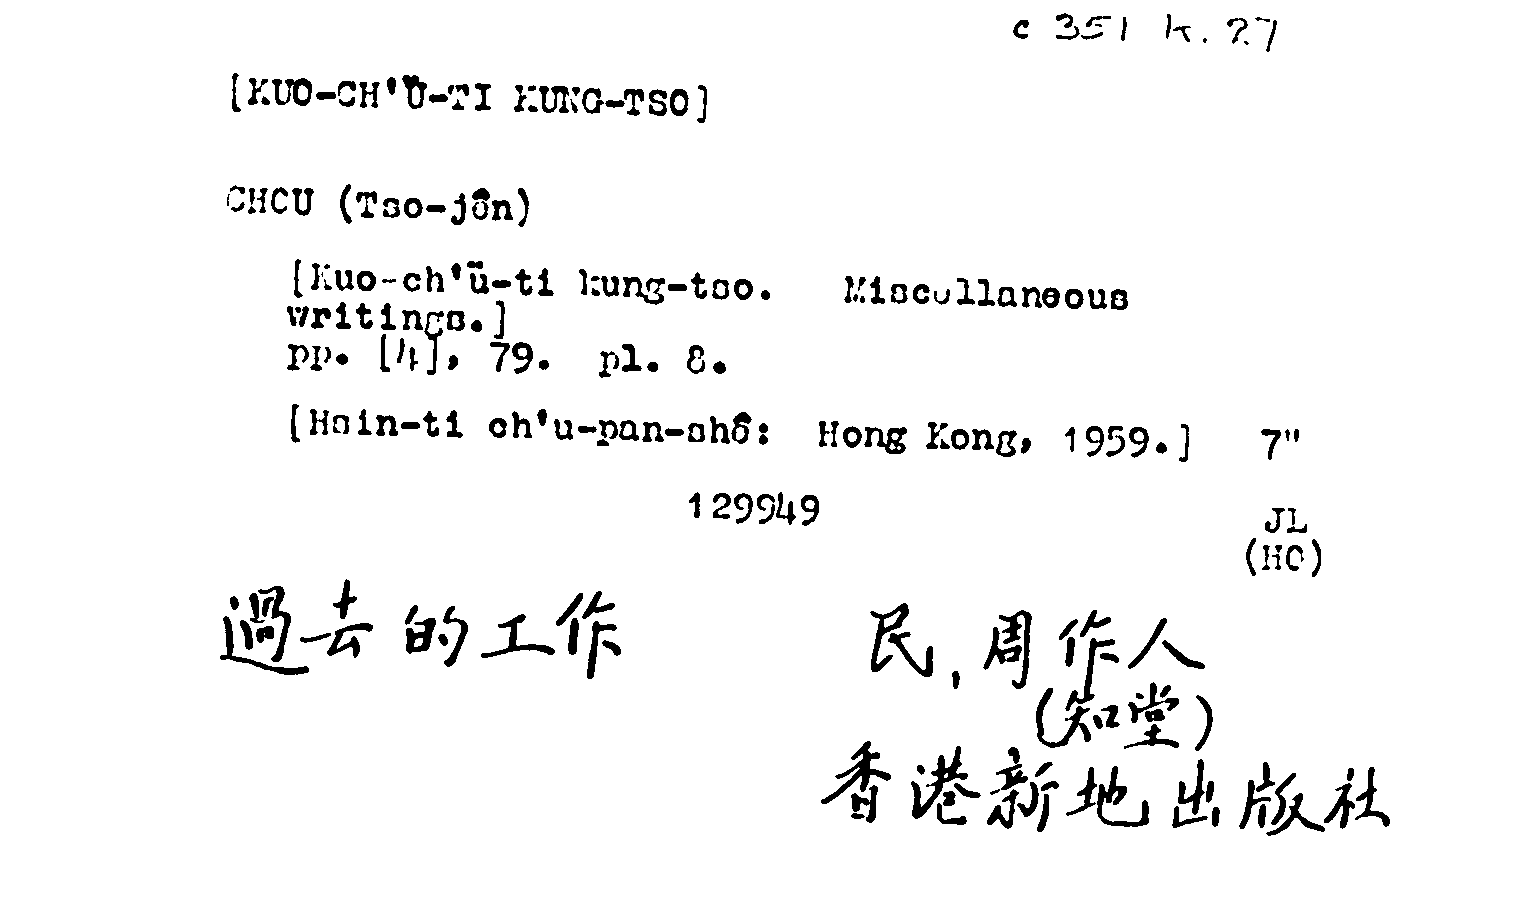 c 351 k. 27
[KUO-CH'Ü-TI KUNG-TSO]
CHOU (Tso-jên)
[Kuo-ch'ü-ti kung-tso. Miscellaneous
writings.]
pp. [4], 79. pl. 8.
[Hsin-ti ch'u-pan-shê: Hong Kong, 1959.] 7"
129949
JL
(HC)
過去的工作 民,周作人
(知堂)
香港新地出版社